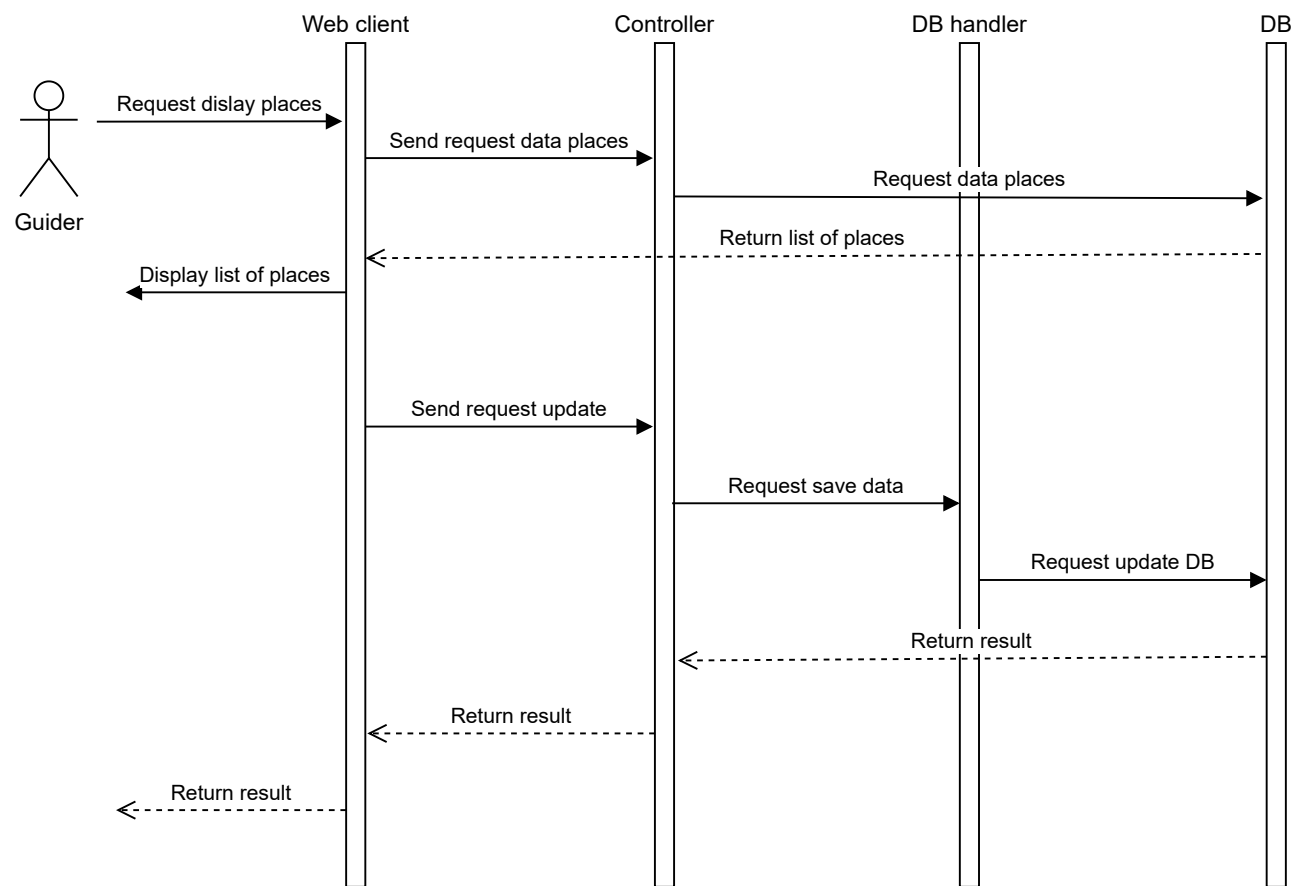 Web client
Controller
DB handler
DB
Request dislay places
Send request data places
Request data places
Guider
Return list of places
Display list of places
Send request update
Request save data
Request update DB
Return result
Return result
Return result